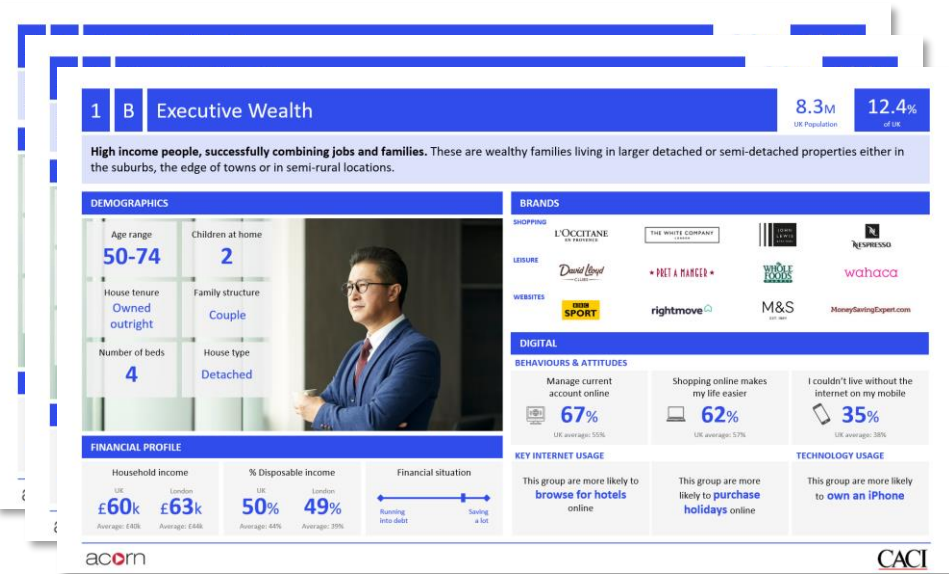 1 B Executive Wealth
8.3M
UK Population
12.4%
of UK
High income people, successfully combining jobs and families. These are wealthy families living in larger detached or semi-detached properties either in
the suburbs, the edge of towns or in semi-rural locations.
DEMOGRAPHICS
Age range
50-74
Children at home
2
House tenure
Owned
outright
Family structure
Couple
Number of beds
4
House type
Detached
FINANCIAL PROFILE
Household income
UK
£60k
Average: £40k
London
£63k
Average: £44k
% Disposable income
UK
50%
Average: 44%
London
49%
Average: 39%
Financial situation
Running
into debt
Saving
a lot
BRANDS
SHOPPING
L'OCCITANE
EN PROVENCE
THE WHITE COMPANY
LONDON
JOHN
LEWIS
NESPRESSO
LEISURE
David Lloyd
CLUBS
PRET A MANGER
WHOLE
FOODS
wahaca
WEBSITES
BBC
SPORT
rightmove
M&S
EST. 1884
MoneySavingExpert.com
DIGITAL
BEHAVIOURS & ATTITUDES
Manage current
account online
67%
UK average: 55%
Shopping online makes
my life easier
62%
UK average: 57%
I couldn't live without the
internet on my mobile
35%
UK average: 38%
KEY INTERNET USAGE
This group are more likely to
browse for hotels
online
This group are more
likely to purchase
holidays online
TECHNOLOGY USAGE
This group are more likely
to own an iPhone
acorn
CACI